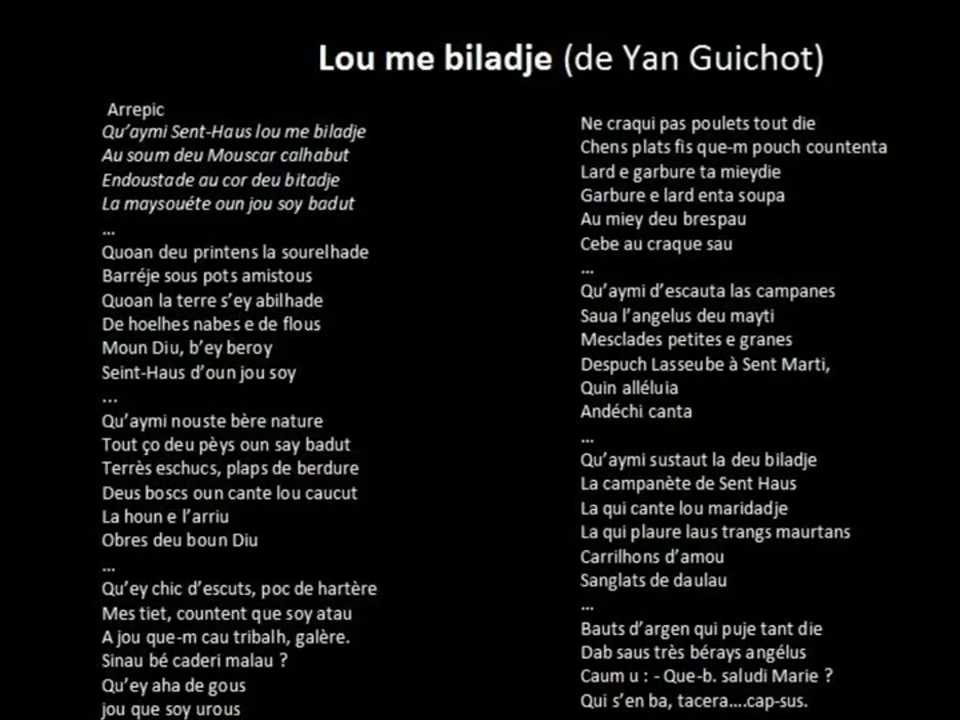 Lou me biladje (de Yan Guichot)
Arrepic
Qu'aymi Sent-Haus lou me biladje
Au soum deu Mouscar calhabut
Endoustade au cor deu bitadje
La maysouéte oun jou soy badut
...
Quoan deu printens la sourelhade
Barréje sous pots amistous
Quoan la terre s'ey abilhade
De hoelhes nabes e de flous
Moun Diu, b'ey beroy
Seint-Haus d'oun jou soy
...
Qu'aymi nouste bère nature
Tout ço deu pèys oun say badut
Terrès eschucs, plaps de berdure
Deus boscs oun cante lou caucut
La houn e l'arriu
Obres deu boun Diu
...
Qu'ey chic d'escuts, poc de hartère
Mes tiet, countent que soy atau
A jou que-m cau tribalh, galère.
Sinau bé caderi malau ?
Qu'ey aha de gous
jou que soy urous
Ne craqui pas poulets tout die
Chens plats fis que-m pouch countenta
Lard e garbure ta mieydie
Garbure e lard enta soupa
Au miey deu brespau
Cebe au craque sau
...
Qu'aymi d'escauta las campanes
Saua l'angelus deu mayti
Mesclades petites e granes
Despuch Lasseube à Sent Marti,
Quin alléluia
Andéchi canta
...
Qu'aymi sustaut la deu biladje
La campanète de Sent Haus
La qui cante lou maridadje
La qui plaure laus trangs maurtans
Carrilhons d'amou
Sanglats de daulau
...
Bauts d'argen qui puje tant die
Dab saus très bérays angélus
Caum u : - Que-b. saludi Marie ?
Qui s'en ba, tacera....cap-sus.